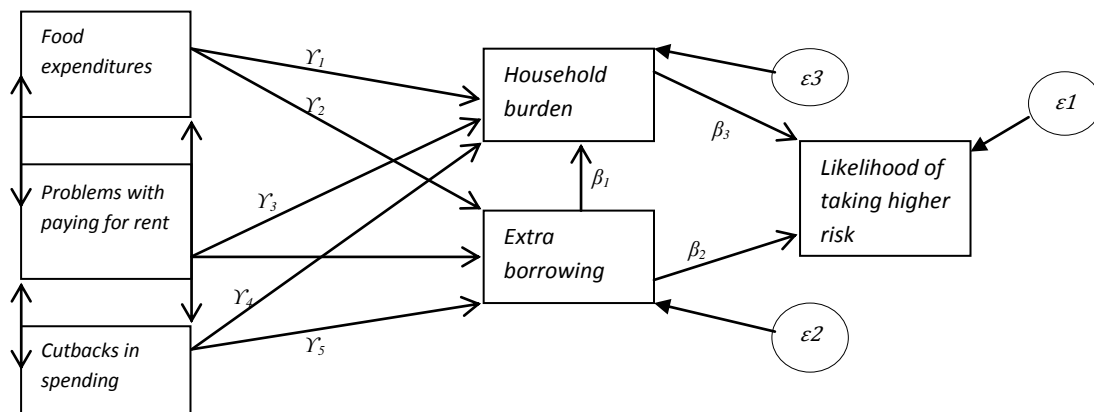 Food
expenditures
Problems with
paying for rent
Cutbacks in
spending
ϒ1
ϒ2
ϒ3
ϒ4
ϒ5
Household
burden
β1
Extra
borrowing
ε3
β3
β2
ε2
ε1
Likelihood of
taking higher
risk